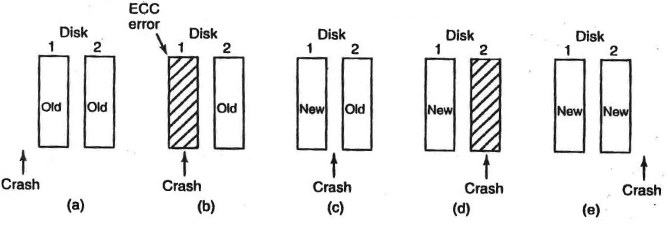 ECC
error
Disk
1 2
Old Old
Crash
(a)
Disk
1 2
Old
Crash
(b)
Disk
1 2
New Old
Crash
(c)
Disk
1 2
New
Crash
(d)
Disk
1 2
New New
Crash
(e)